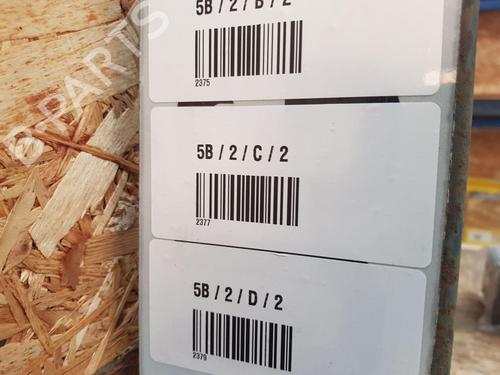 5B / 2 / B / 2
2375
5B / 2 / C / 2
2377
5B / 2 / D / 2
2379
B-PARTS